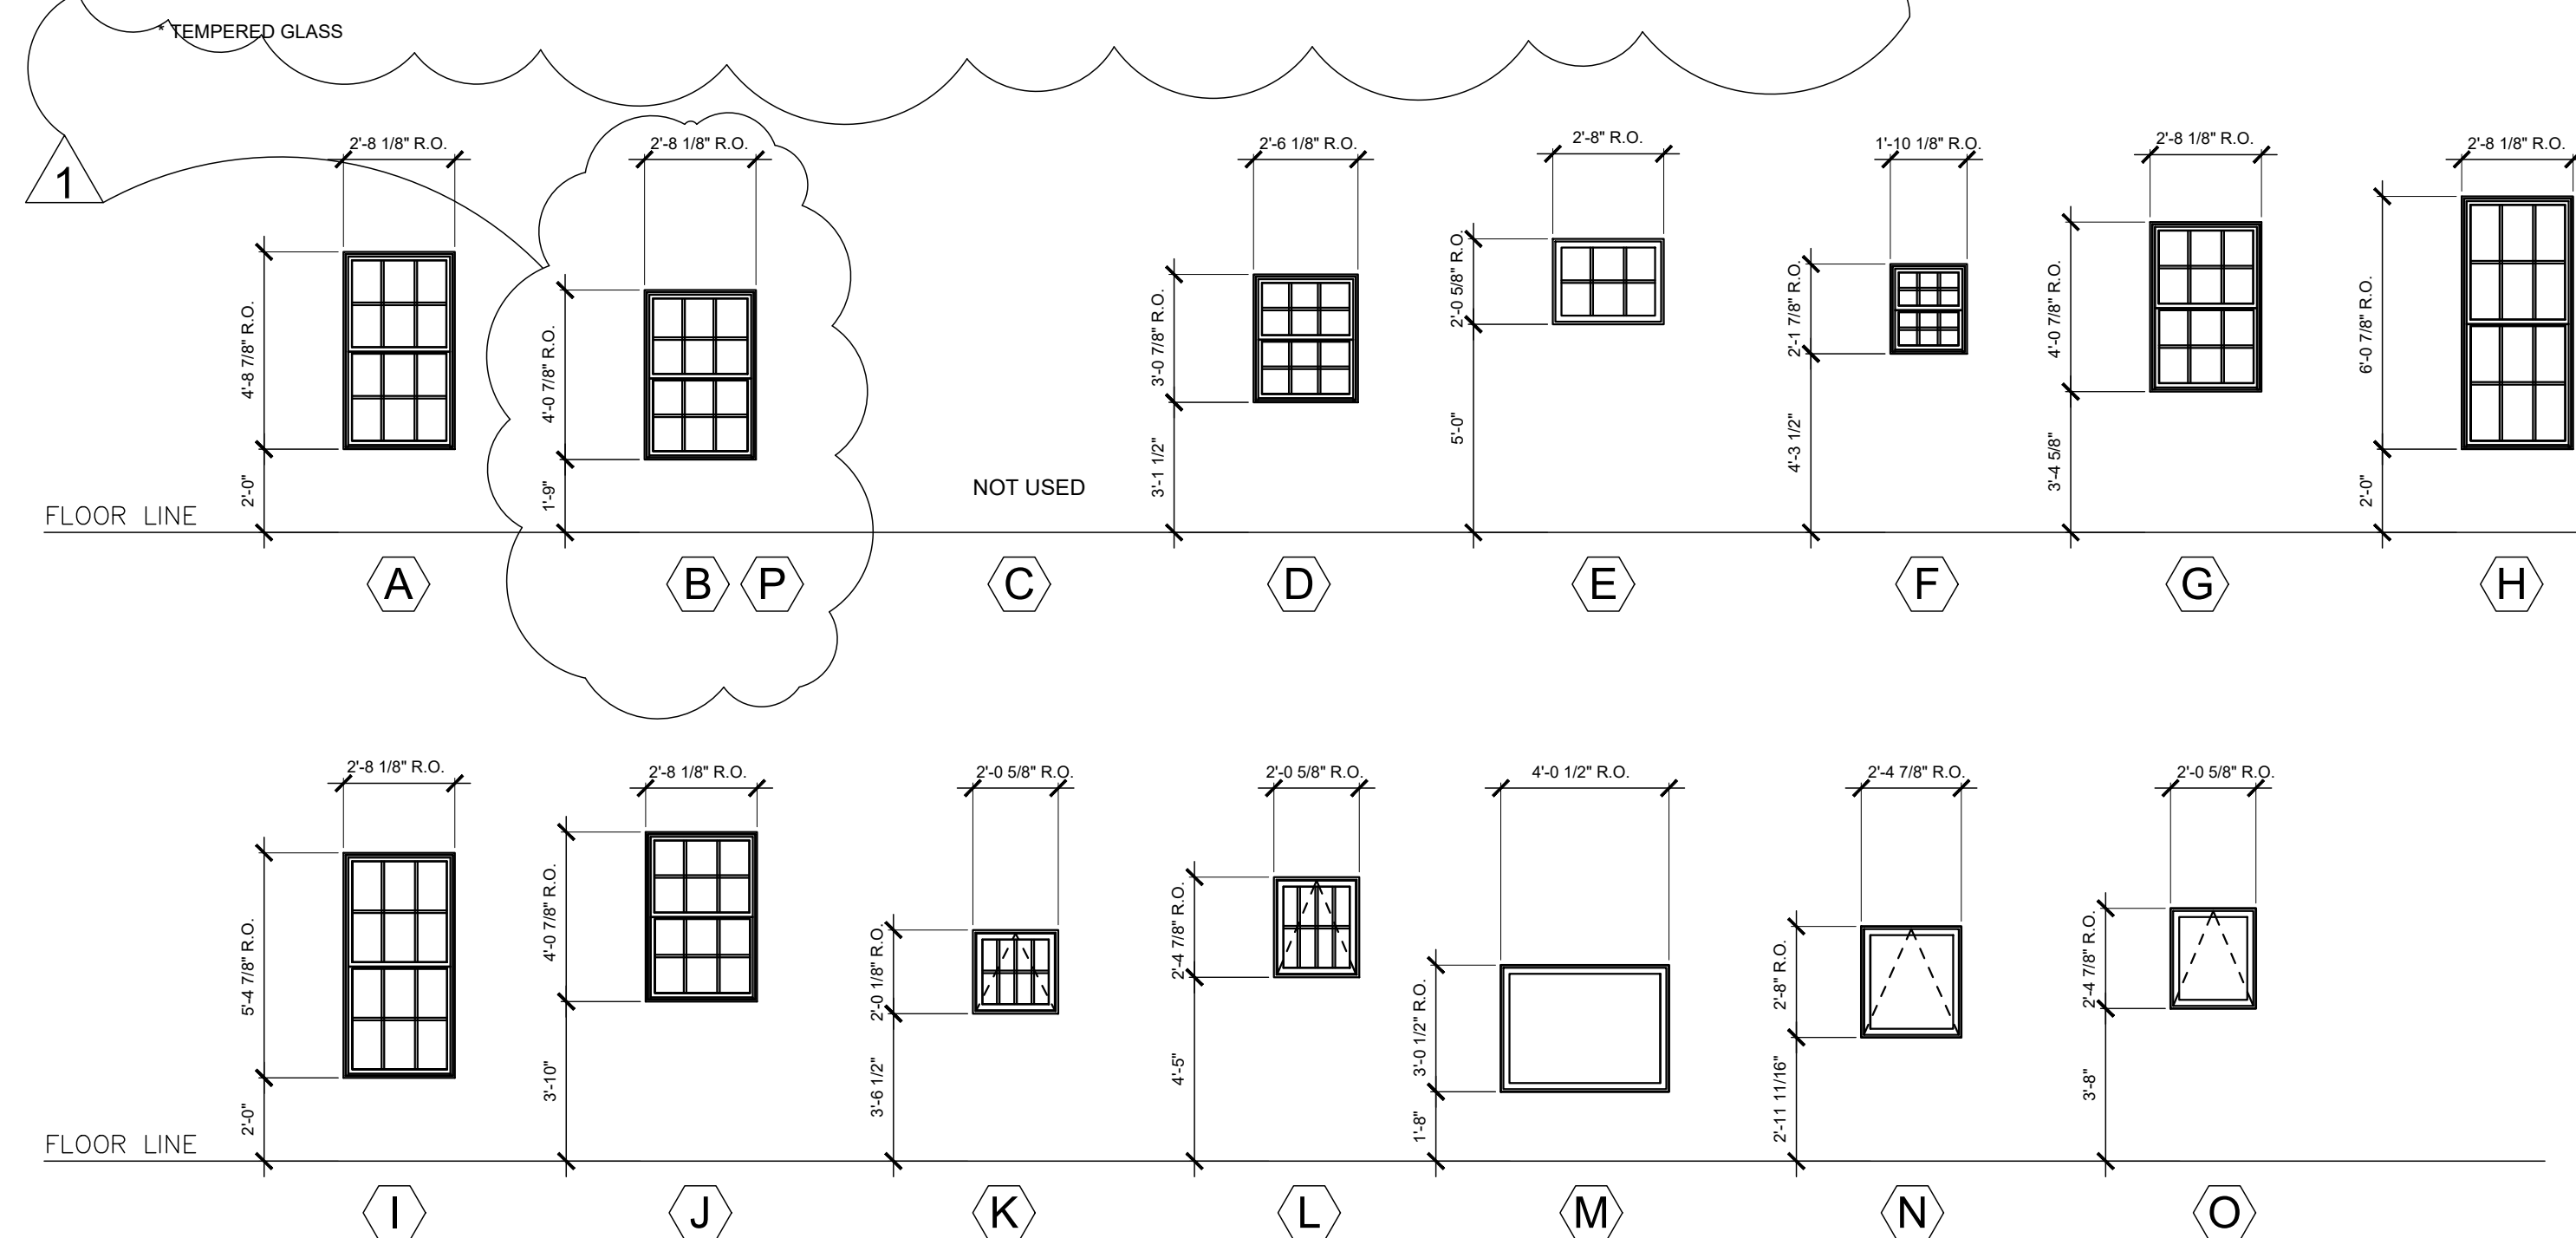 * TEMPERED GLASS
1
2'-8 1/8" R.O.
2'-8 1/8" R.O.
2'-6 1/8" R.O.
2'-8" R.O.
1'-10 1/8" R.O.
2'-8 1/8" R.O.
2'-8 1/8" R.O.
4'-8 7/8" R.O.
4'-0 7/8" R.O.
3'-0 7/8" R.O.
2'-0 5/8" R.O.
2'-1 7/8" R.O.
4'-0 7/8" R.O.
6'-0 7/8" R.O.
2'-0"
1'-9"
NOT USED
3'-1 1/2"
5'-0"
4'-3 1/2"
3'-4 5/8"
2'-0"
FLOOR LINE
A
B
P
C
D
E
F
G
H
2'-8 1/8" R.O.
2'-8 1/8" R.O.
2'-0 5/8" R.O.
2'-0 5/8" R.O.
4'-0 1/2" R.O.
2'-4 7/8" R.O.
2'-0 5/8" R.O.
5'-4 7/8" R.O.
4'-0 7/8" R.O.
2'-0 1/8" R.O.
2'-4 7/8" R.O.
3'-0 1/2" R.O.
2'-8" R.O.
2'-4 7/8" R.O.
2'-0"
3'-10"
3'-6 1/2"
4'-5"
1'-8"
2'-11 11/16"
3'-8"
FLOOR LINE
I
J
K
L
M
N
O